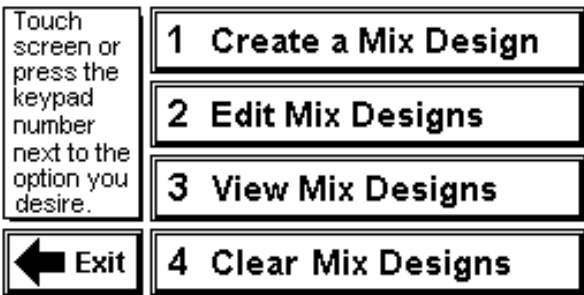 Touch
screen or
press the
keypad
number
next to the
option you
desire.
Exit
1 Create a Mix Design
2 Edit Mix Designs
3 View Mix Designs
4 Clear Mix Designs